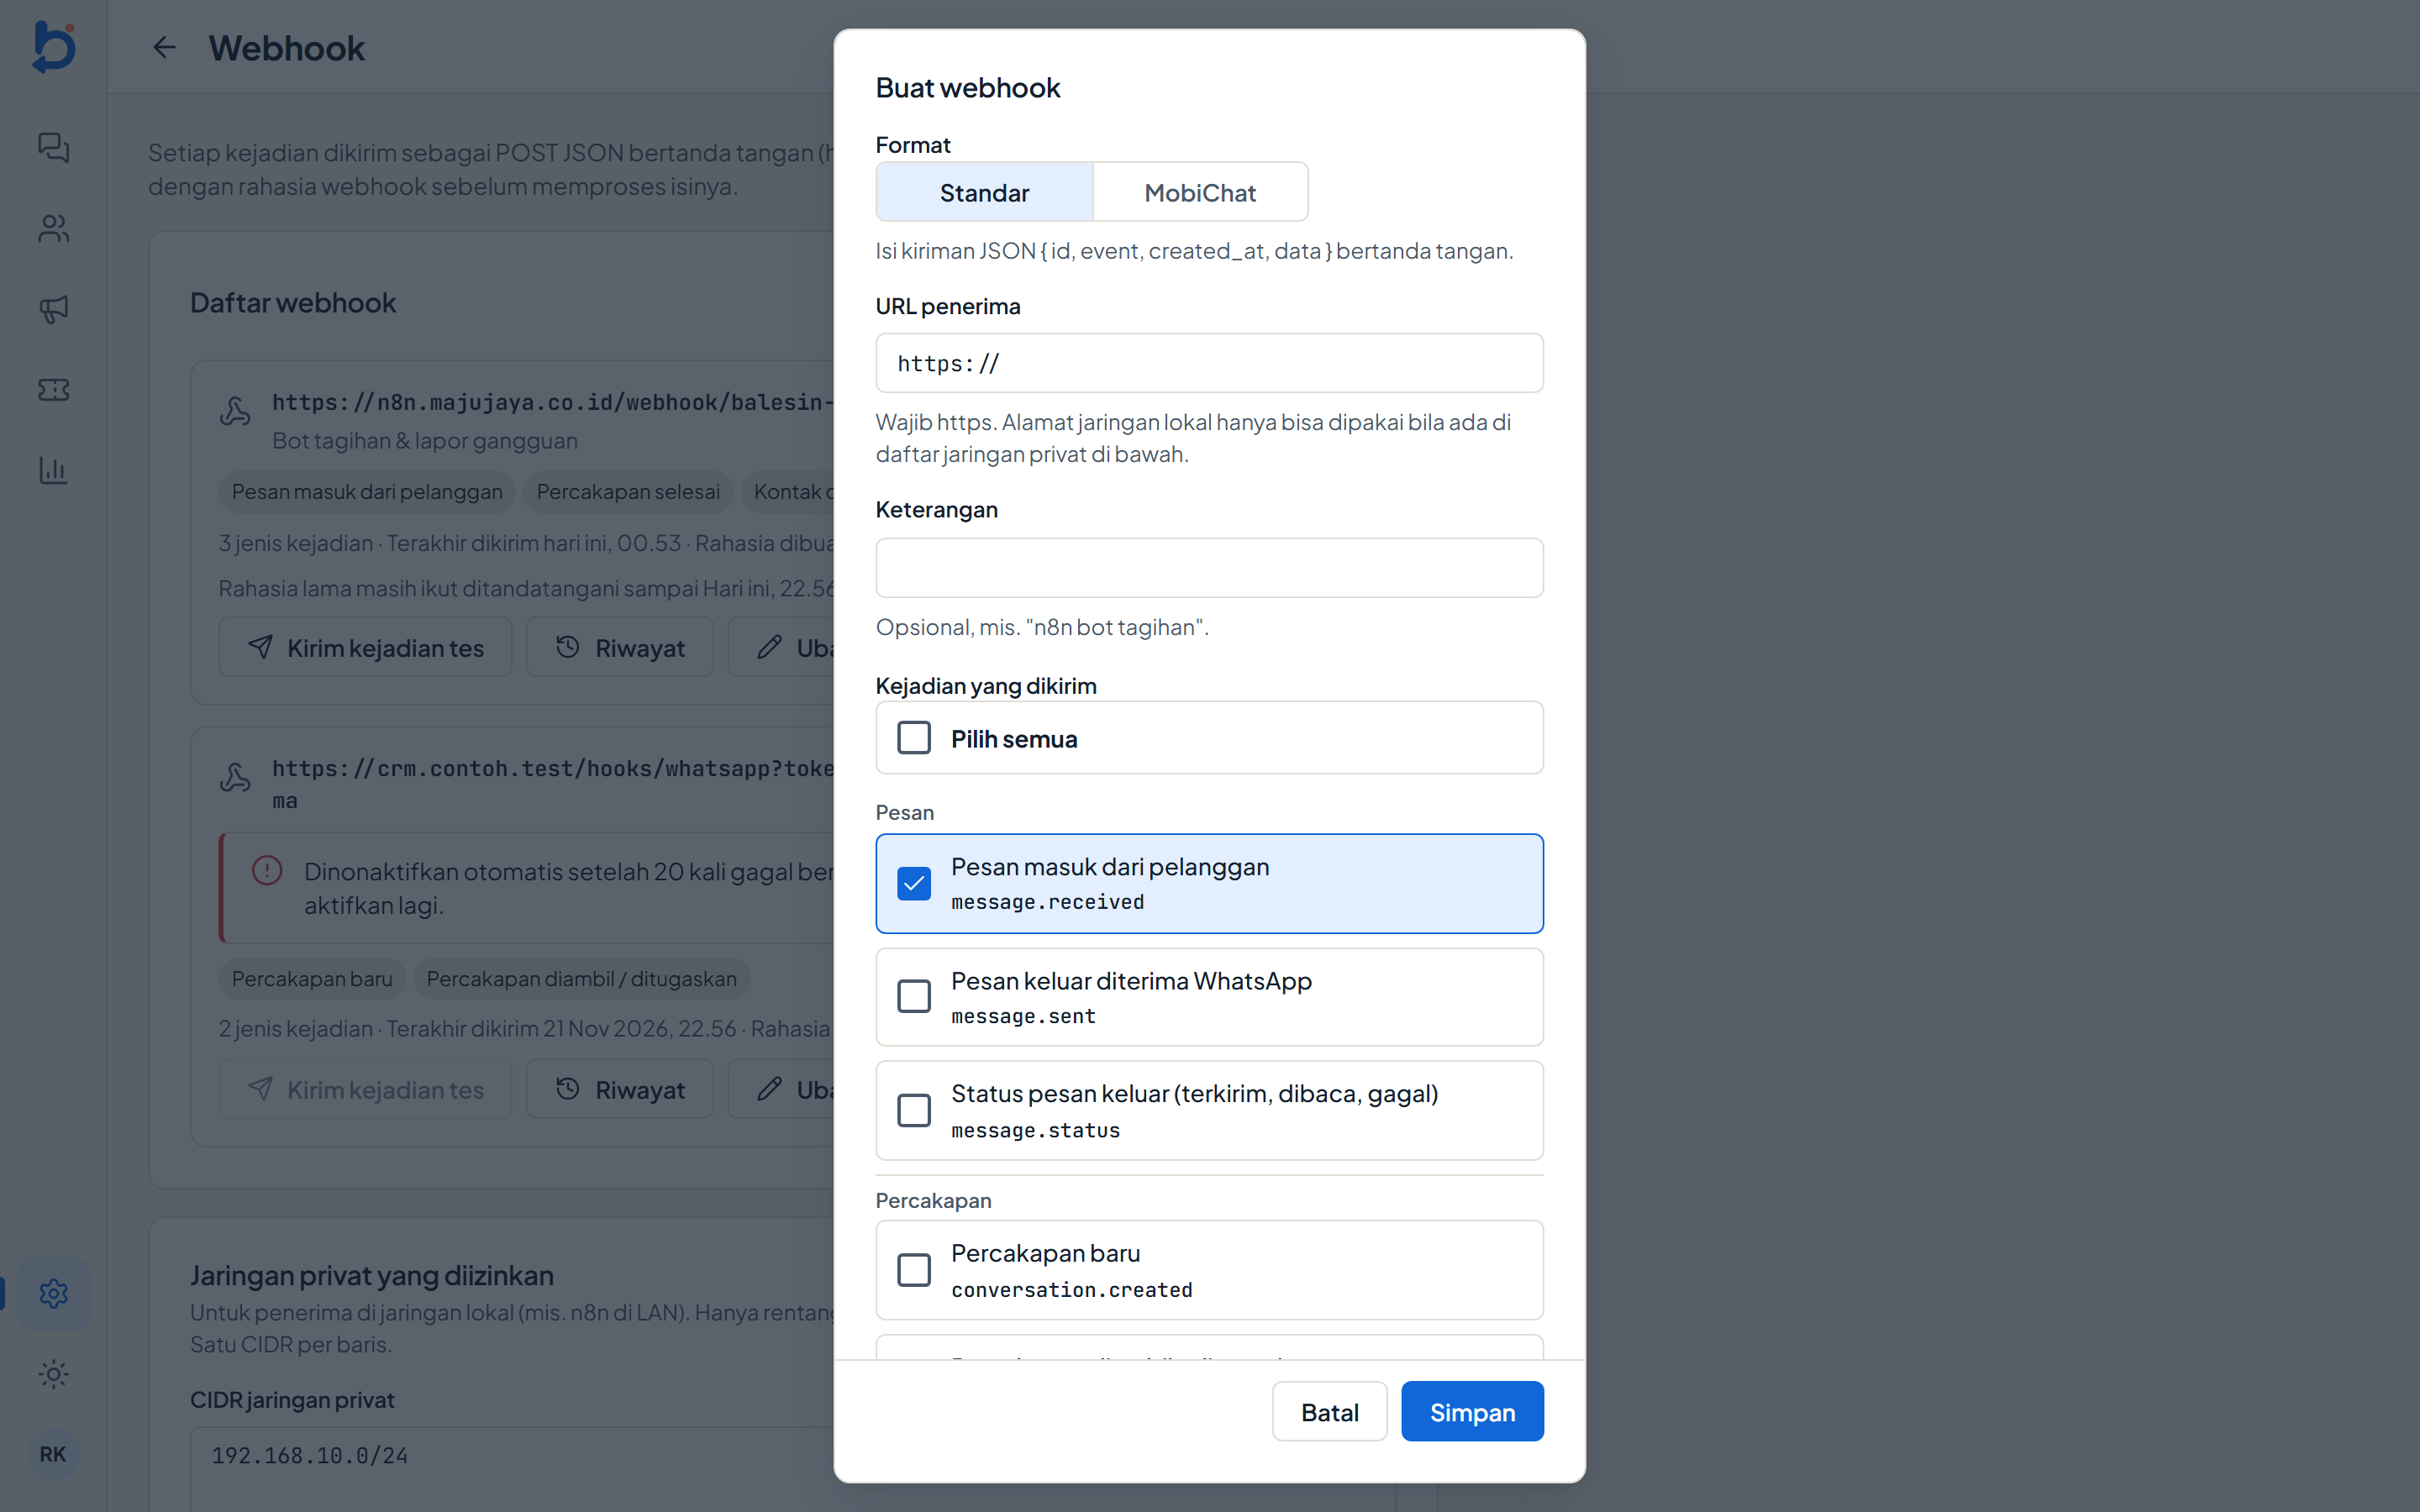 Webhook
Setiap kejadian dikirim sebagai POST JSON bertanda tangan
dengan rahasia webhook sebelum memproses isinya.
Daftar webhook
https://n8n.majujaya.co.id/webhook/balesin-
Bot tagihan & lapor gangguan
Pesan masuk dari pelanggan
Percakapan selesai
Kontak
3 jenis kejadian · Terakhir dikirim hari ini, 00.53 · Rahasia
Rahasia lama masih ikut ditandatangani sampai Hari ini, 22.56
Kirim kejadian tes
Riwayat
https://crm.contoh.test/hooks/whatsapp?toke
ma
Dinonaktifkan otomatis setelah 20 kali gagal
aktifkan lagi.
Percakapan baru
Percakapan diambil / ditugaskan
2 jenis kejadian · Terakhir dikirim 21 Nov 2026, 22.56 · Rahasia
Kirim kejadian tes
Riwayat
Jaringan privat yang diizinkan
Untuk penerima di jaringan lokal (mis. n8n di LAN). Hanya
Satu CIDR per baris.
CIDR jaringan privat
192.168.10.0/24
RK
Buat webhook
Format
Standar
MobiChat
Isi kiriman JSON { id, event, created_at, data } bertanda tangan.
URL penerima
https://
Wajib https. Alamat jaringan lokal hanya bisa dipakai bila ada di
daftar jaringan privat di bawah.
Keterangan
Opsional, mis. "n8n bot tagihan".
Kejadian yang dikirim
Pilih semua
Pesan
Pesan masuk dari pelanggan
message.received
Pesan keluar diterima WhatsApp
message.sent
Status pesan keluar (terkirim, dibaca, gagal)
message.status
Percakapan
Percakapan baru
conversation.created
Batal
Simpan